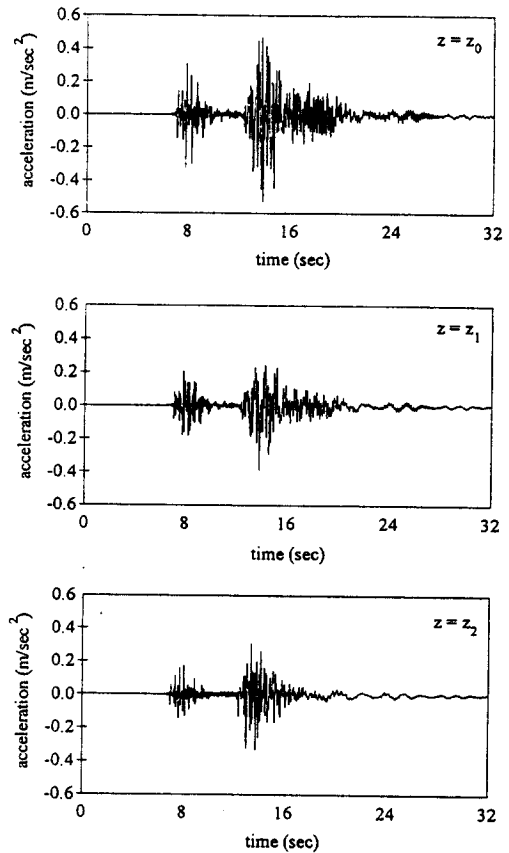 0.6
z = z0
0.4
0.2
0.0
-0.2
-0.4
-0.6
acceleration (m/sec2)
0 8 16 24 32
time (sec)
0.6
z = z1
0.4
0.2
0.0
-0.2
-0.4
-0.6
acceleration (m/sec2)
0 8 16 24 32
time (sec)
0.6
z = z2
0.4
0.2
0.0
-0.2
-0.4
-0.6
acceleration (m/sec2)
0 8 16 24 32
time (sec)